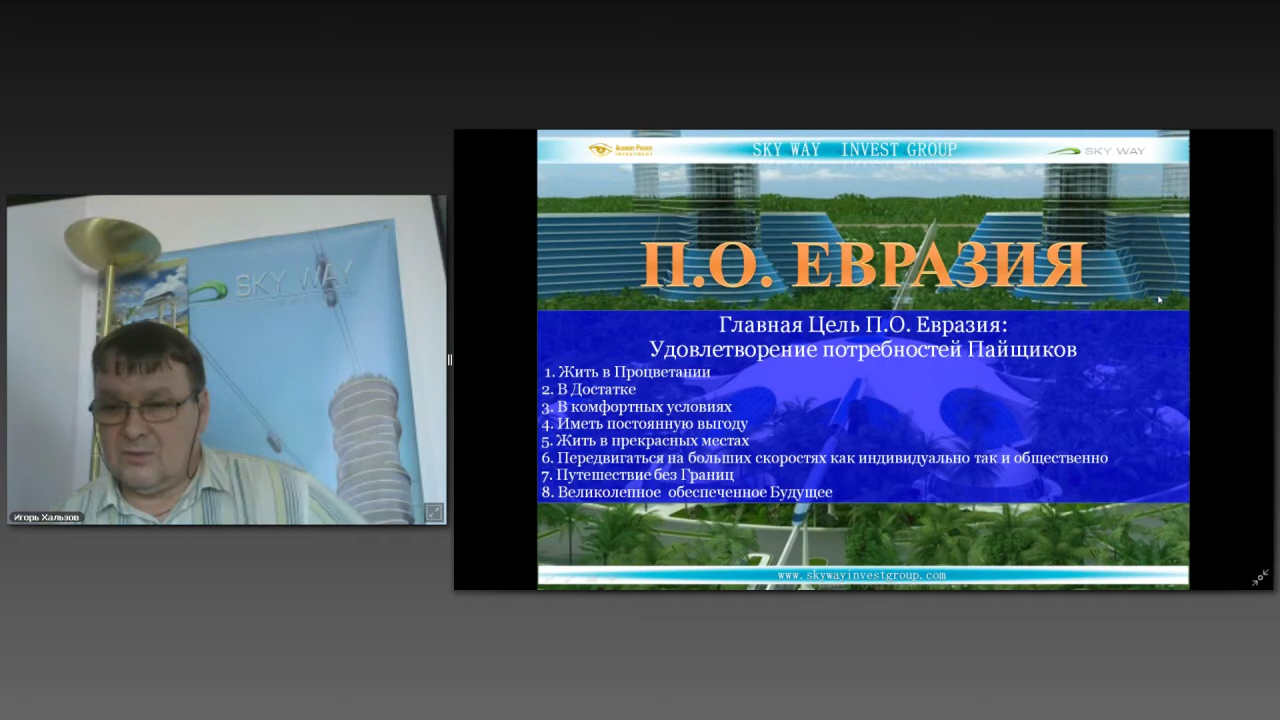 SKY WAY INVEST GROUP
SKY WAY
П.О. ЕВРАЗИЯ
Главная Цель П.О. Евразия:
Удовлетворение потребностей Пайщиков
1. Жить в Процветании
2. В Достатке
3. В комфортных условиях
4. Иметь постоянную выгоду
5. Жить в прекрасных местах
6. Передвигаться на больших скоростях как индивидуально так и общественно
7. Путешествие без Границ
8. Великолепное обеспеченное Будущее
www.skywayinvestgroup.com
SKY WAY
Игорь Хальзов